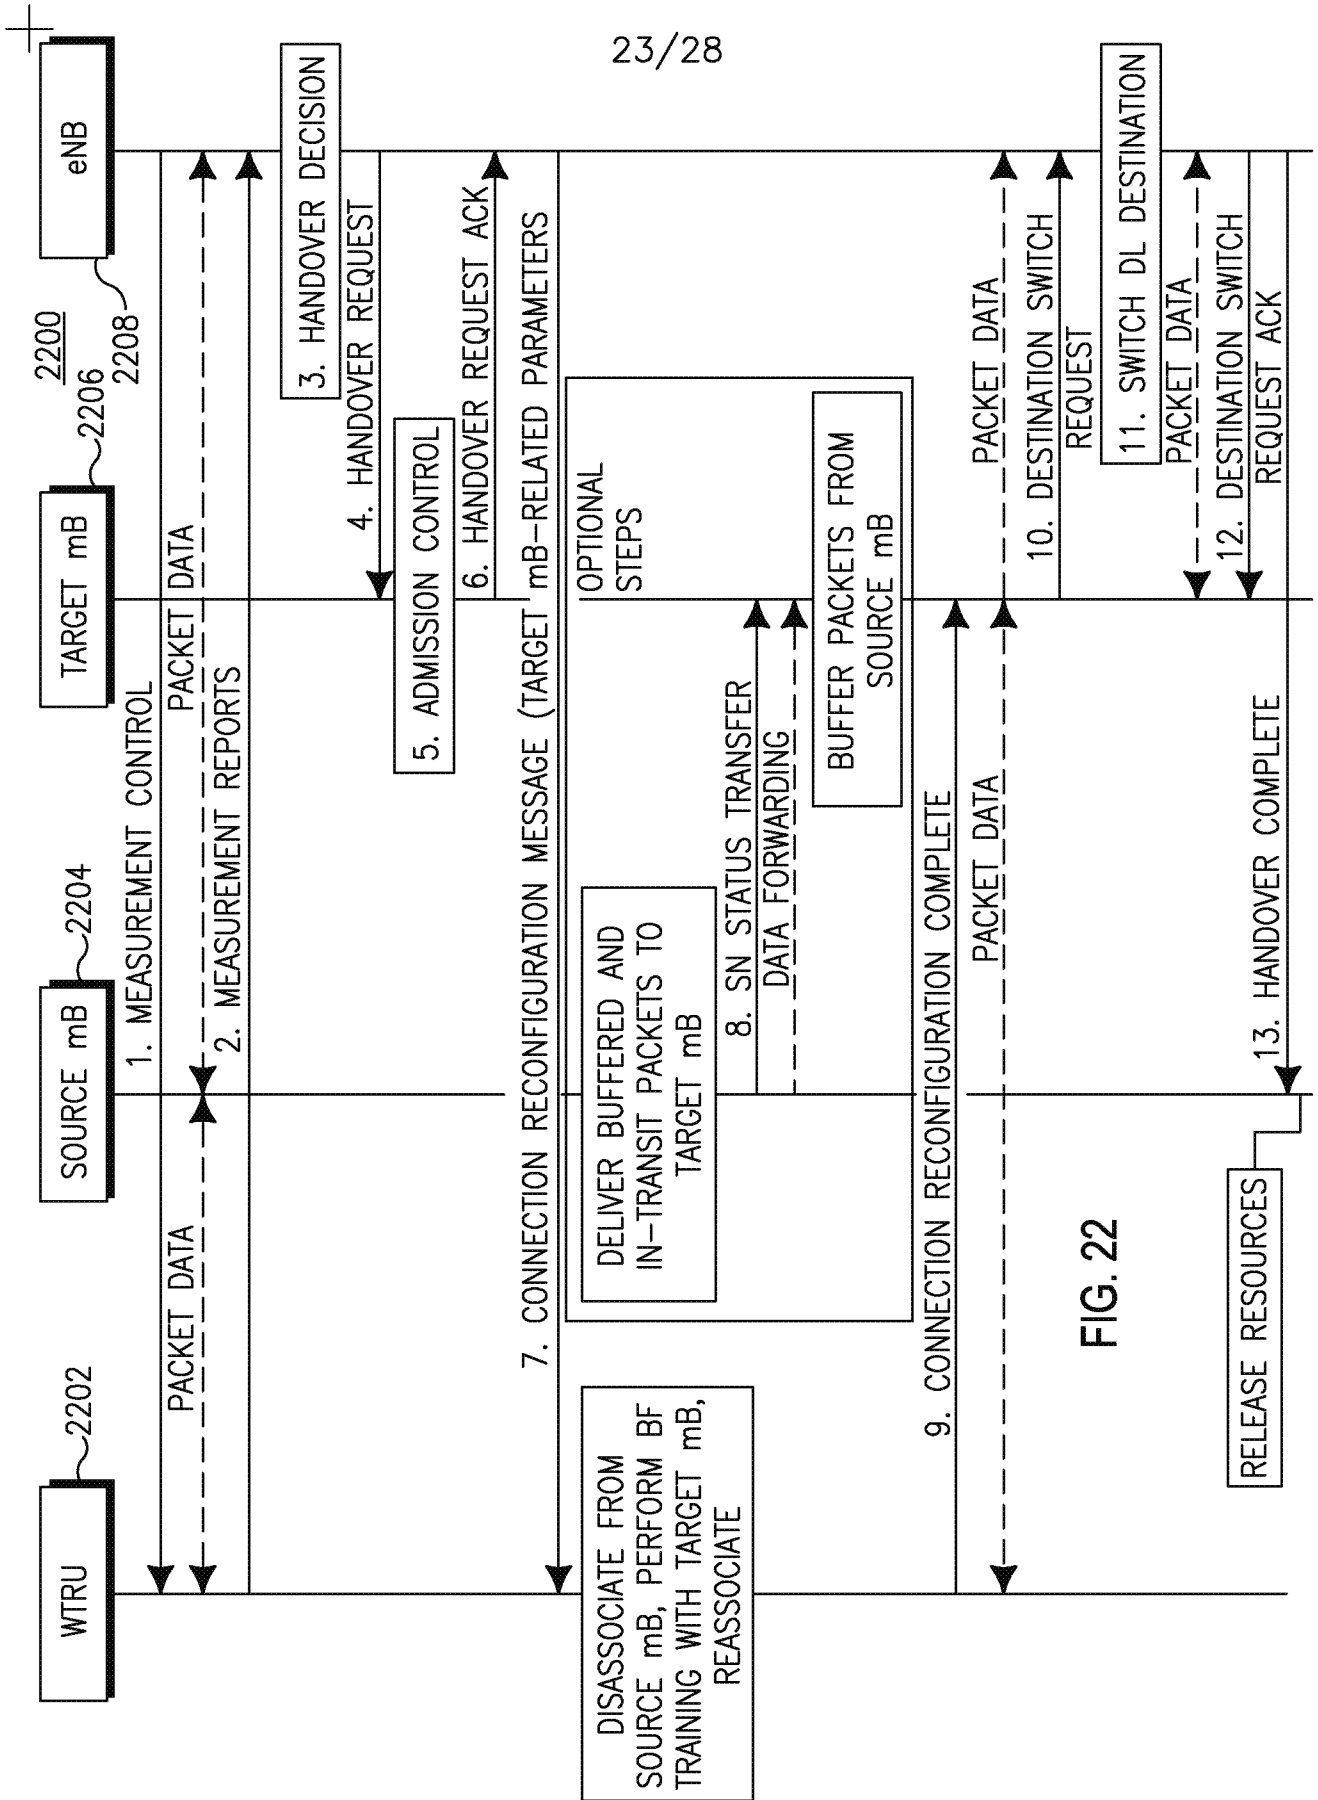 23/28
2200
WTRU
2202
SOURCE mB
2204
TARGET mB
2206
eNB
2208
1. MEASUREMENT CONTROL
PACKET DATA
PACKET DATA
2. MEASUREMENT REPORTS
3. HANDOVER DECISION
4. HANDOVER REQUEST
5. ADMISSION CONTROL
6. HANDOVER REQUEST ACK
7. CONNECTION RECONFIGURATION MESSAGE (TARGET mB-RELATED PARAMETERS
DISASSOCIATE FROM
SOURCE mB, PERFORM BF
TRAINING WITH TARGET mB,
REASSOCIATE
OPTIONAL
STEPS
DELIVER BUFFERED AND
IN-TRANSIT PACKETS TO
TARGET mB
8. SN STATUS TRANSFER
DATA FORWARDING
BUFFER PACKETS FROM
SOURCE mB
9. CONNECTION RECONFIGURATION COMPLETE
PACKET DATA
PACKET DATA
10. DESTINATION SWITCH
REQUEST
11. SWITCH DL DESTINATION
PACKET DATA
12. DESTINATION SWITCH
REQUEST ACK
13. HANDOVER COMPLETE
RELEASE RESOURCES
FIG. 22